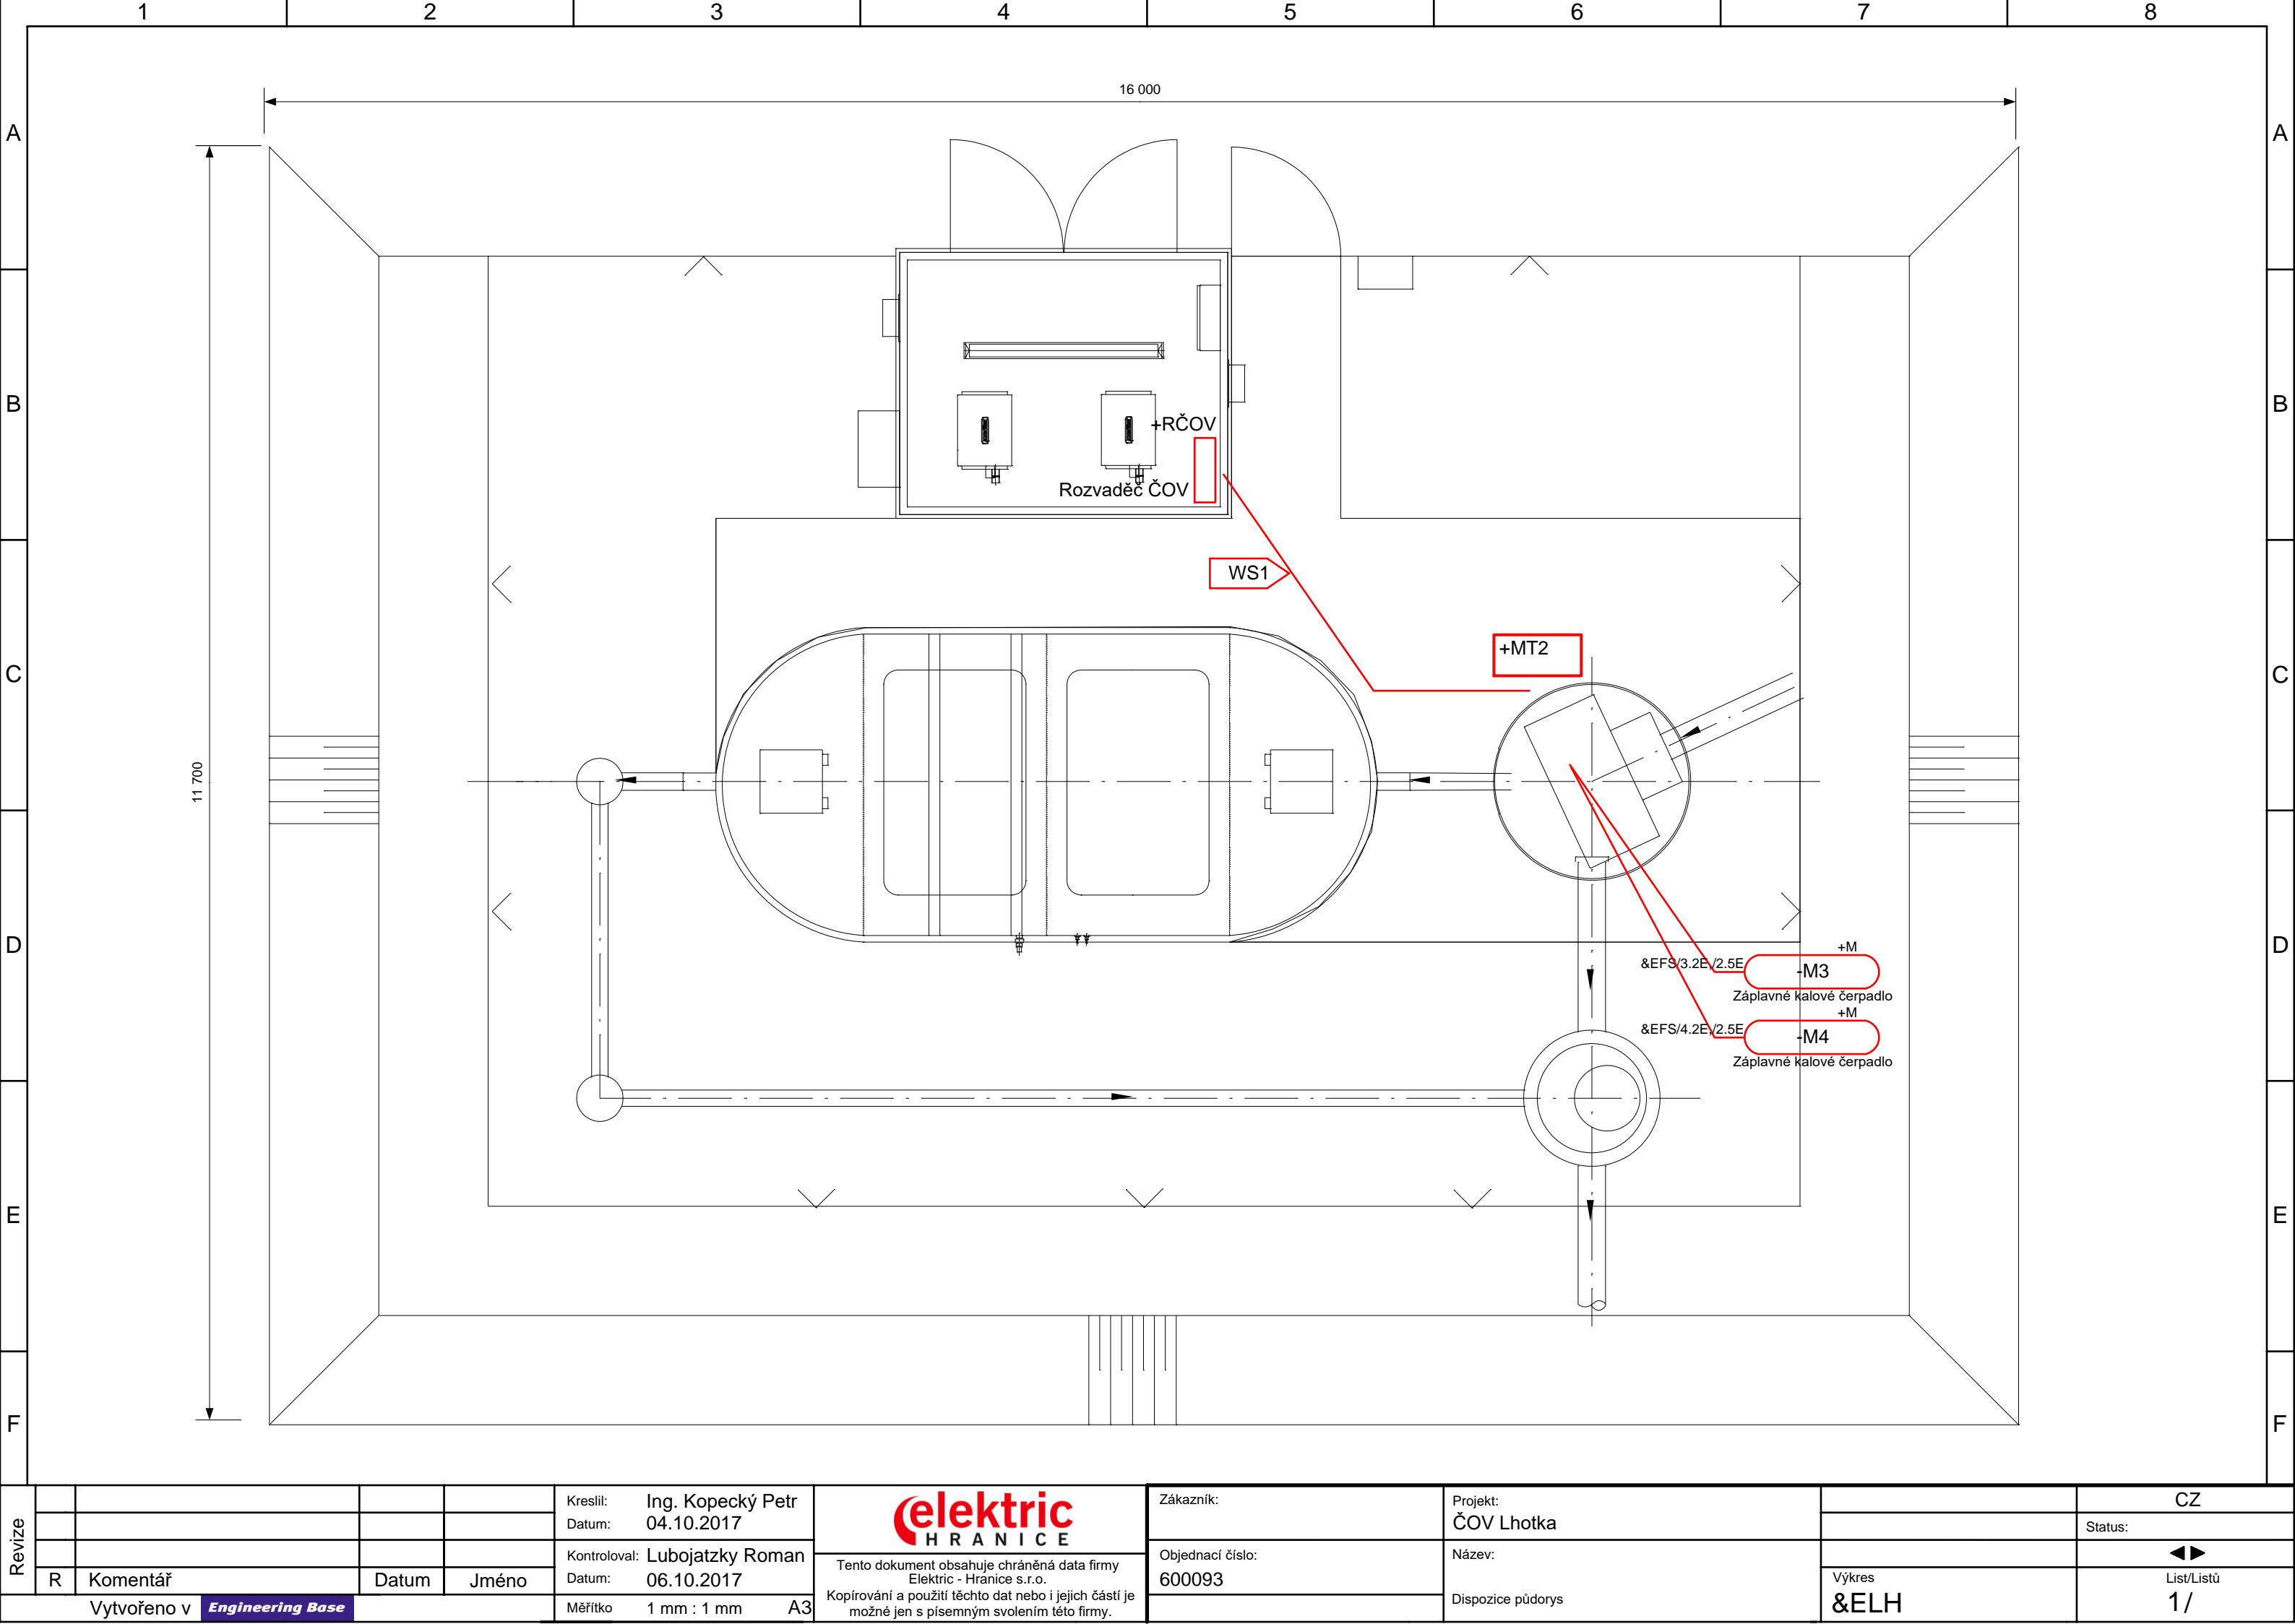 1 2 3 4 5 6 7 8
A A
B B
C C
D D
E E
F F
16 000
11 700
+RČOV
Rozvaděč ČOV
WS1
+MT2
+M
&EFS/3.2E,/2.5E
-M3
Záplavné kalové čerpadlo
+M
&EFS/4.2E,/2.5E
-M4
Záplavné kalové čerpadlo
Revize
R Komentář Datum Jméno
Vytvořeno v Engineering Base
Kreslil: Ing. Kopecký Petr
Datum: 04.10.2017
Kontroloval: Lubojatzky Roman
Datum: 06.10.2017
Měřítko 1 mm : 1 mm A3
elektric
HRANICE
Tento dokument obsahuje chráněná data firmy
Elektric - Hranice s.r.o.
Kopírování a použití těchto dat nebo i jejich částí je
možné jen s písemným svolením této firmy.
Zákazník:
Objednací číslo:
600093
Projekt:
ČOV Lhotka
Název:
Dispozice půdorys
Výkres
&ELH
CZ
Status:
List/Listů
1/